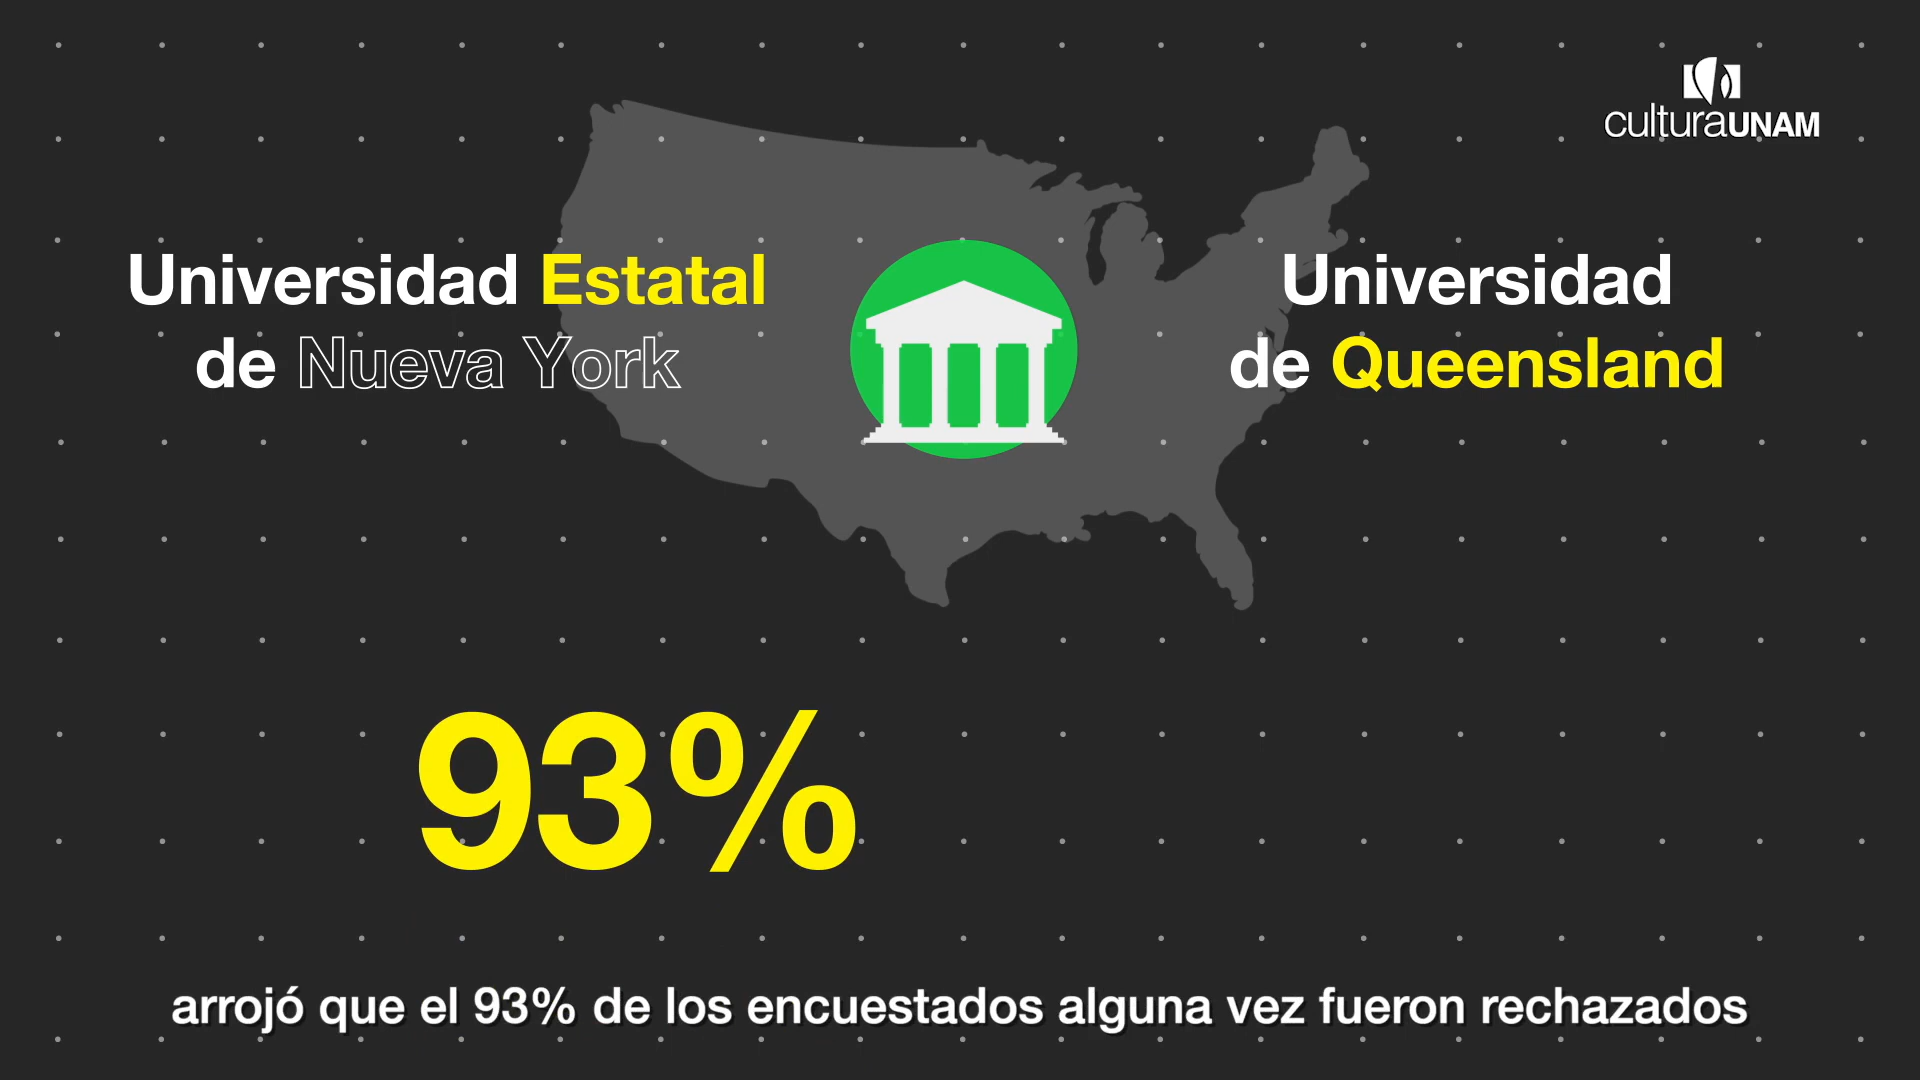 culturaUNAM
Universidad Estatal
de Nueva York
Universidad
de Queensland
93%
arrojó que el 93% de los encuestados alguna vez fueron rechazados